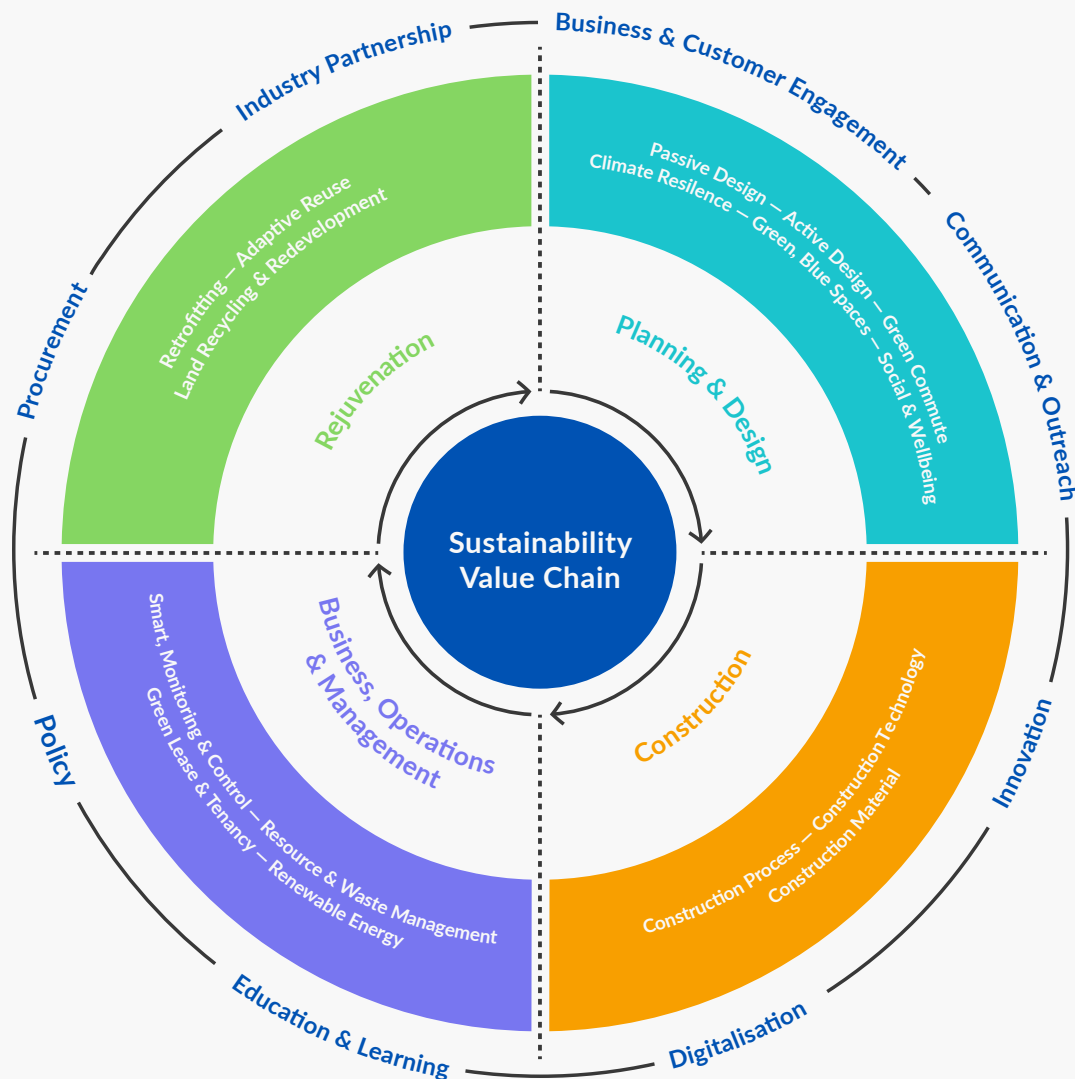 Business & Customer Engagement
Communication & Outreach
Innovation
Digitalisation
Education & Learning
Policy
Procurement
Industry Partnership
Passive Design — Active Design — Green Commute
Climate Resilence — Green, Blue Spaces — Social & Wellbeing
Planning & Design
Construction Process — Construction Technology
Construction Material
Construction
Smart, Monitoring & Control — Resource & Waste Management
Green Lease & Tenancy — Renewable Energy
Business, Operations
& Management
Retrofitting — Adaptive Reuse
Land Recycling & Redevelopment
Rejuvenation
Sustainability
Value Chain